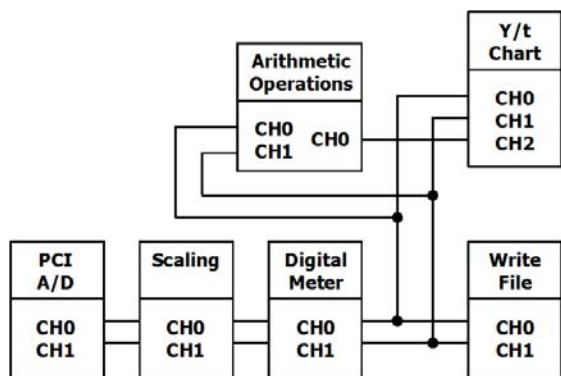 Y/t
Chart
CH0
CH1
CH2
Arithmetic
Operations
CH0
CH1
CH0
PCI
A/D
CH0
CH1
Scaling
CH0
CH1
Digital
Meter
CH0
CH1
Write
File
CH0
CH1